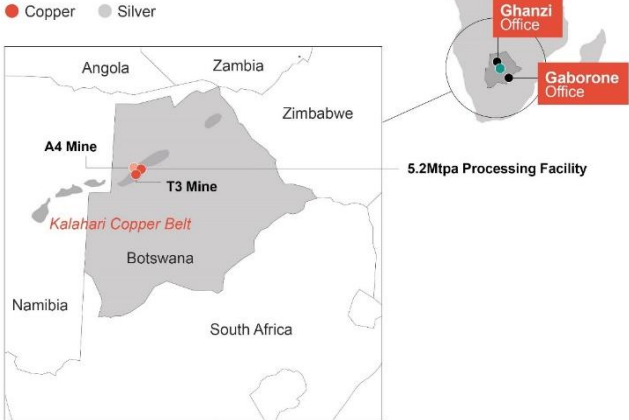 Copper Silver
Ghanzi
Office
Gaborone
Office
Angola
Zambia
Zimbabwe
A4 Mine
5.2Mtpa Processing Facility
T3 Mine
Kalahari Copper Belt
Botswana
Namibia
South Africa